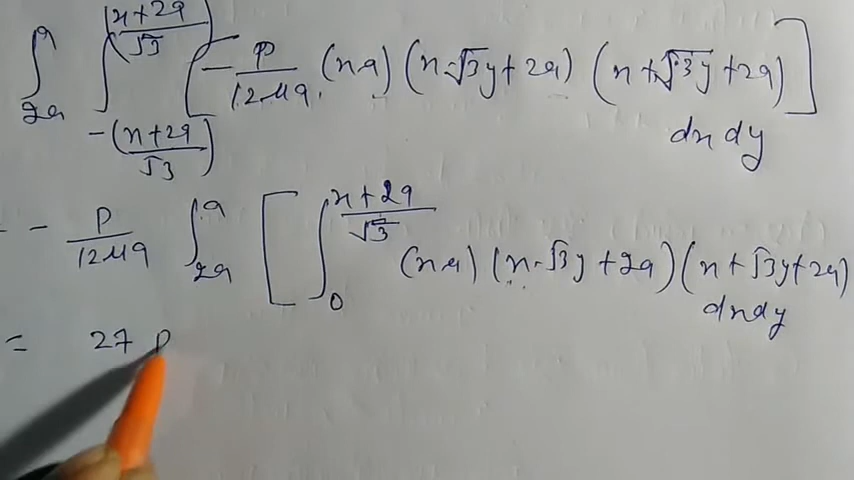 ∫_{2a}^{a} ∫_{-(x+2a)/√3}^{(x+2a)/√3} [ - P/12μa . (x a) (x - √3y + 2a) (x + √3y + 2a) ]
dx dy
- - P/12μa ∫_{2a}^{a} [ ∫_{0}^{(x+2a)/√3} (x a) (x - √3y + 2a) (x + √3y + 2a)
dx dy
= 27 P